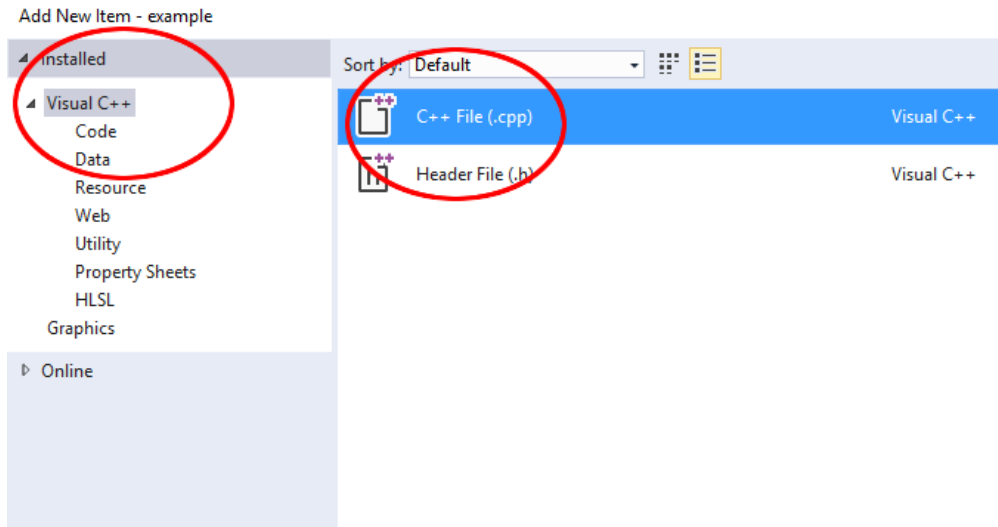 Add New Item - example
Installed
Sort by: Default
Visual C++
Code
Data
Resource
Web
Utility
Property Sheets
HLSL
Graphics
Online
C++ File (.cpp) Visual C++
Header File (.h) Visual C++